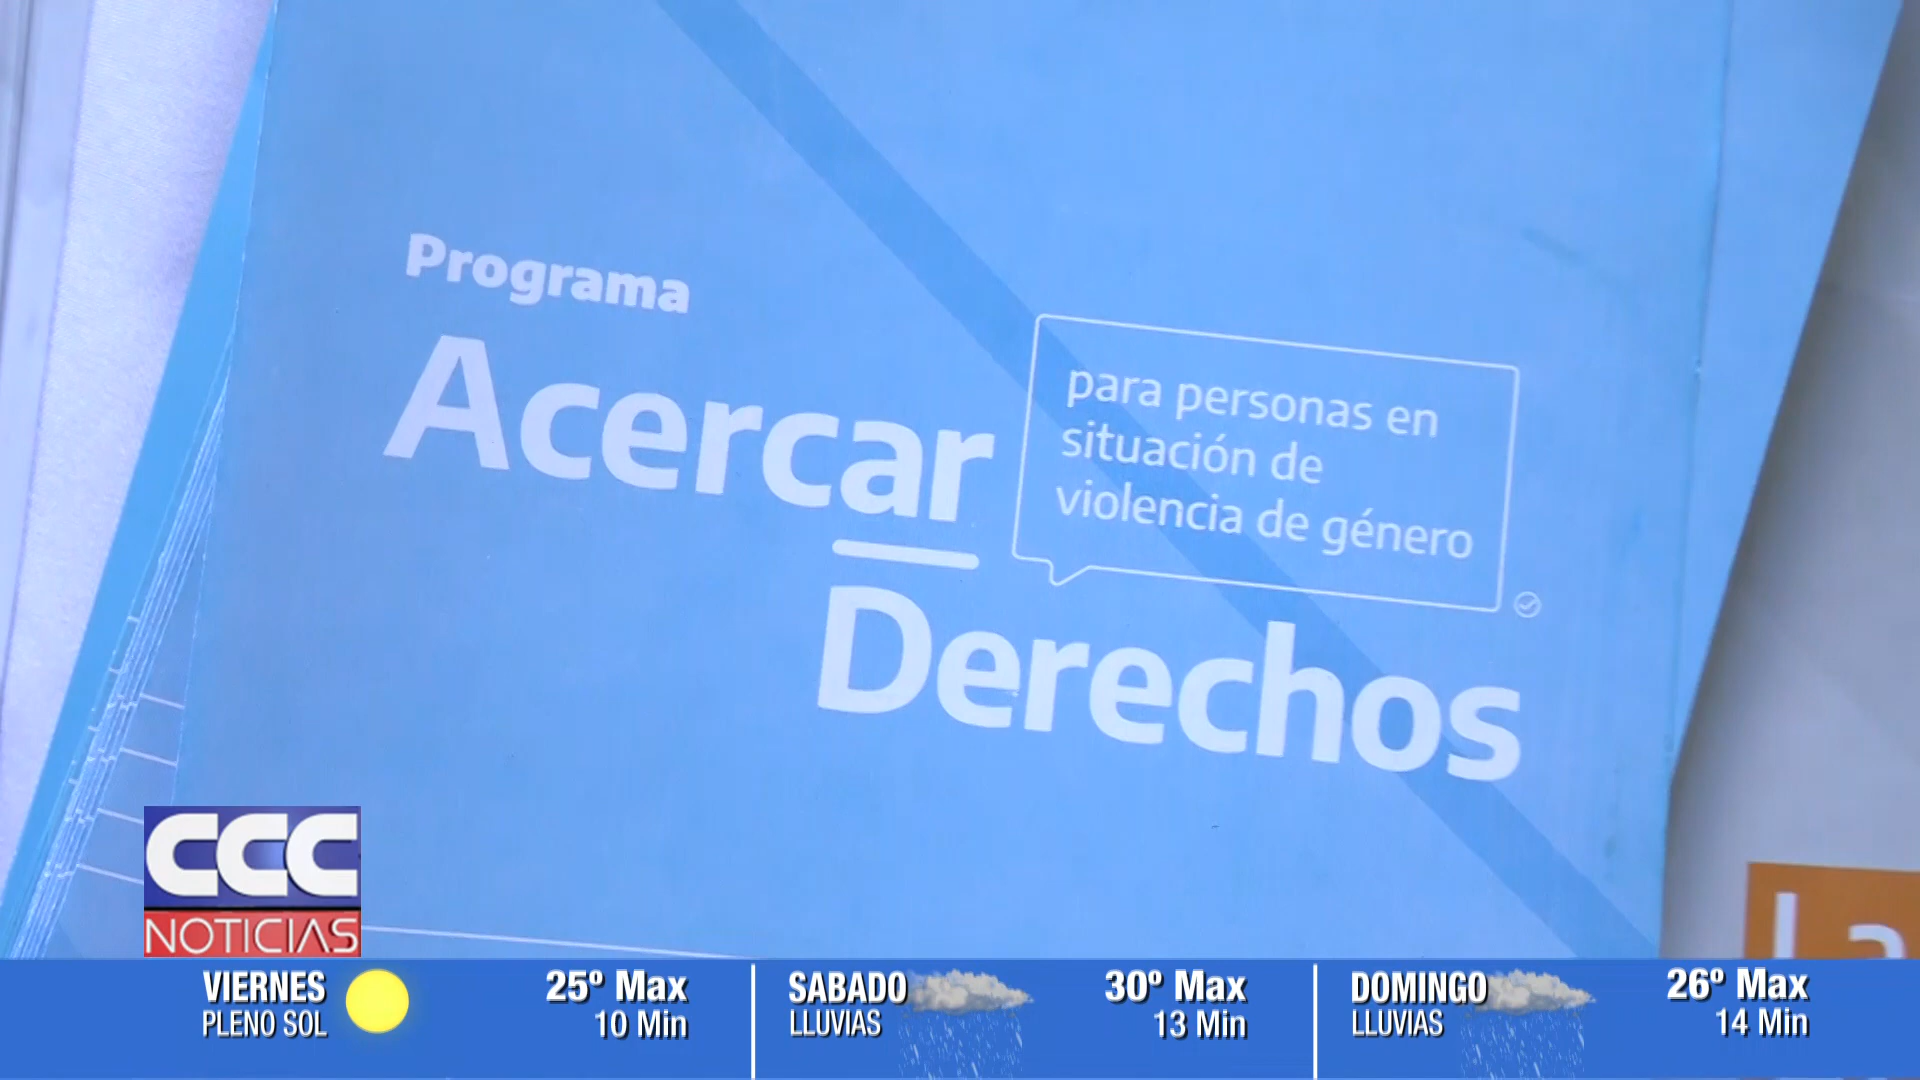 Programa
Acercar
Derechos
para personas en
situación de
violencia de género
La
CCC
NOTICIAS
VIERNES
PLENO SOL
25º Max
10 Min
SABADO
LLUVIAS
30º Max
13 Min
DOMINGO
LLUVIAS
26º Max
14 Min